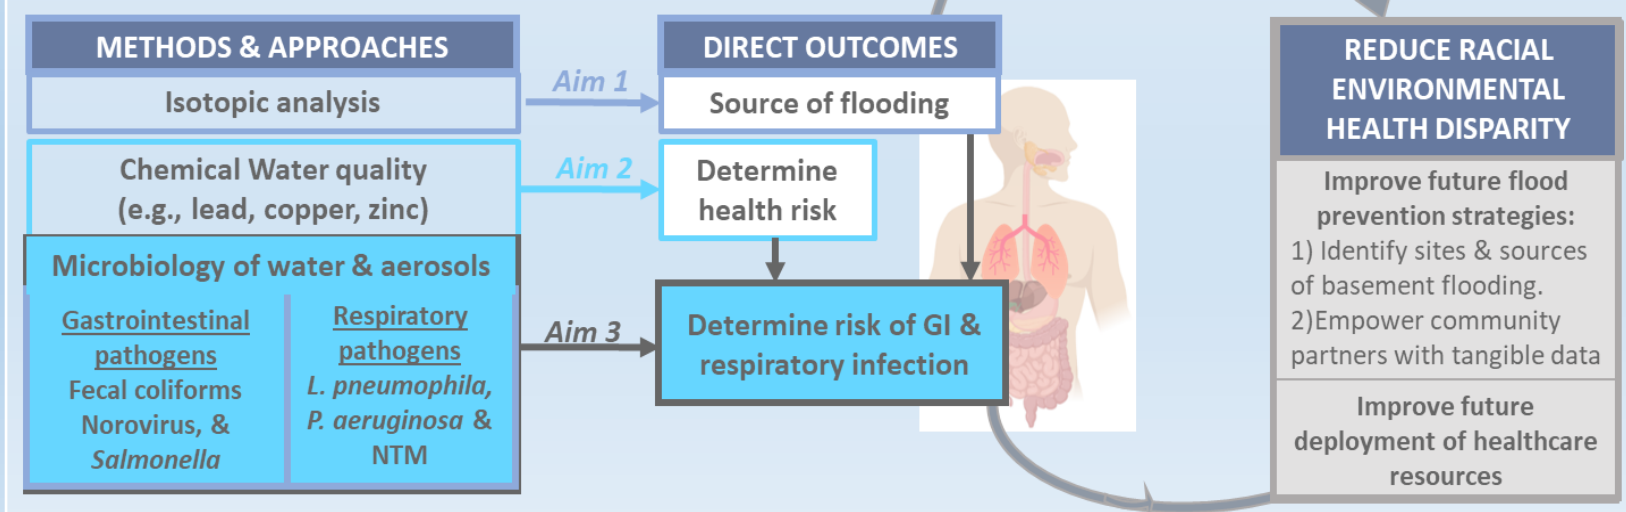 METHODS & APPROACHES
Isotopic analysis
Chemical Water quality
(e.g., lead, copper, zinc)
Microbiology of water & aerosols
Gastrointestinal
pathogens
Fecal coliforms
Norovirus, &
Salmonella
Respiratory
pathogens
L. pneumophila,
P. aeruginosa &
NTM
Aim 1
Aim 2
Aim 3
DIRECT OUTCOMES
Source of flooding
Determine
health risk
Determine risk of GI &
respiratory infection
REDUCE RACIAL
ENVIRONMENTAL
HEALTH DISPARITY
Improve future flood
prevention strategies:
1) Identify sites & sources
of basement flooding.
2)Empower community
partners with tangible data
Improve future
deployment of healthcare
resources